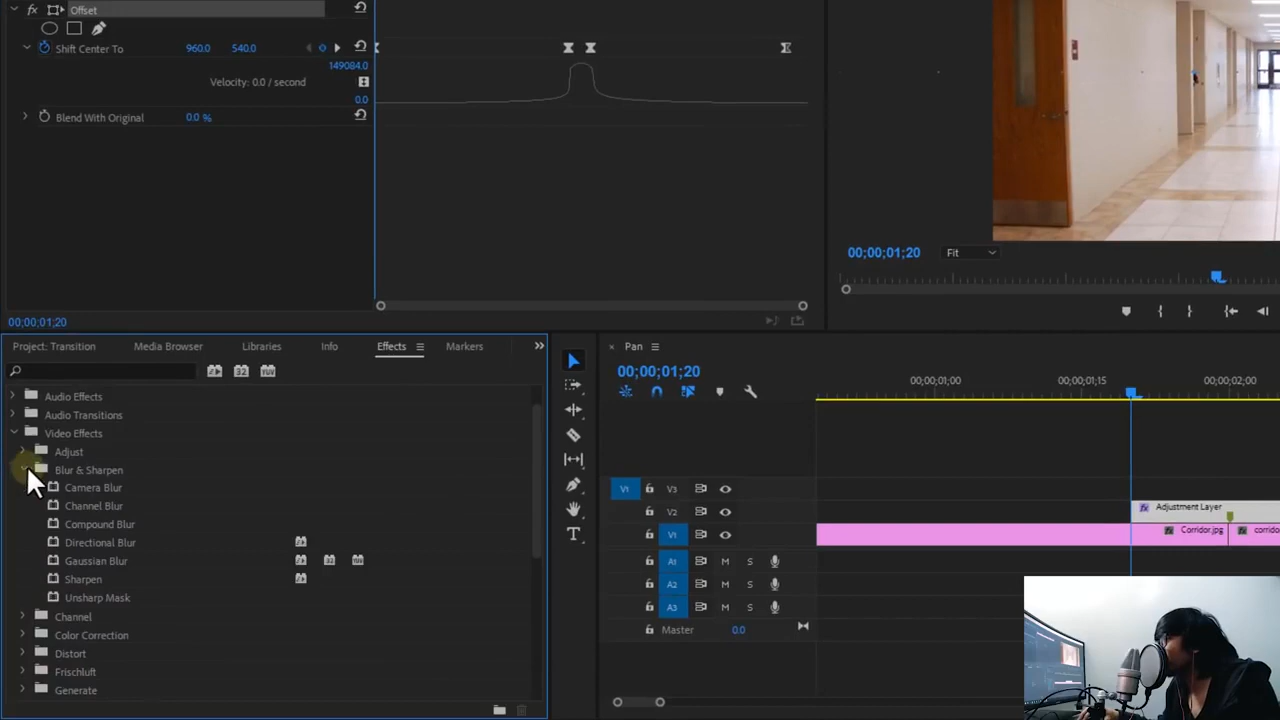 fx Offset
Shift Center To 960.0 540.0
149084.0
Velocity: 0.0 / second
0.0
Blend With Original 0.0 %
00;00;01;20 Fit
00;00;01;20
Project: Transition Media Browser Libraries Info Effects Markers
Pan
00;00;01;20
00;00;01;00 00;00;01;15 00;00;02;00
Audio Effects
Audio Transitions
Video Effects
Adjust
Blur & Sharpen
Camera Blur
Channel Blur
Compound Blur
Directional Blur
Gaussian Blur
Sharpen
Unsharp Mask
Channel
Color Correction
Distort
Frischluft
Generate
V1 V3
V2 fx Adjustment Layer
V1 Corridor.jpg corrido
A1 M S
A2 M S
A3 M S
Master 0.0